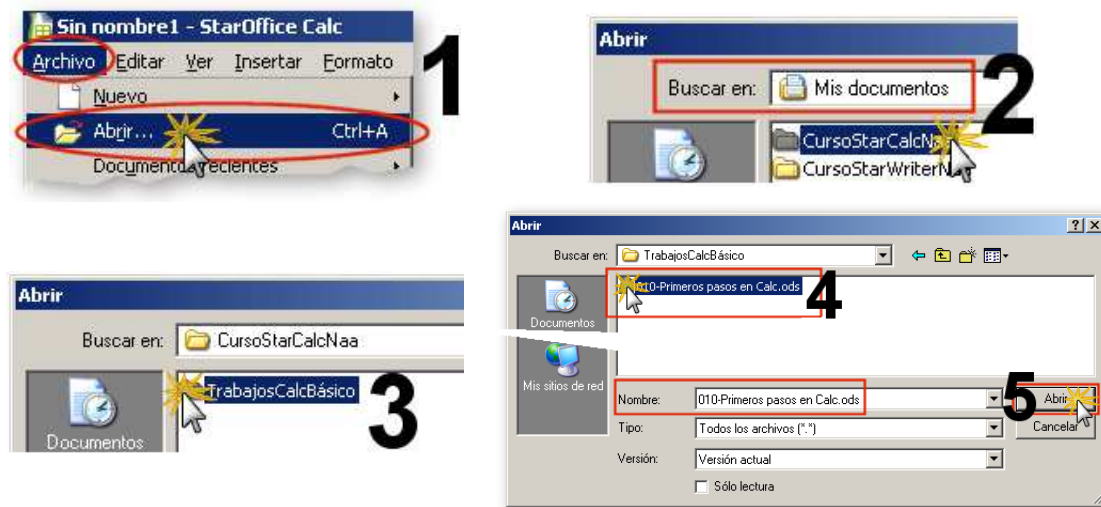 Sin nombre1 - StarOffice Calc
Archivo Editar Ver Insertar Formato
Nuevo
Abrir... Ctrl+A
Documentos recientes
1
Abrir
Buscar en: Mis documentos
CursoStarCalcNaa
CursoStarWriterNaa
2
Abrir
Buscar en: CursoStarCalcNaa
TrabajosCalcBásico
Documentos
3
Abrir
Buscar en: TrabajosCalcBásico
010-Primeros pasos en Calc.ods
4
Documentos
Mis sitios de red
Nombre: 010-Primeros pasos en Calc.ods
5
Abrir
Tipo: Todos los archivos (*.*)
Cancelar
Versión: Versión actual
Sólo lectura